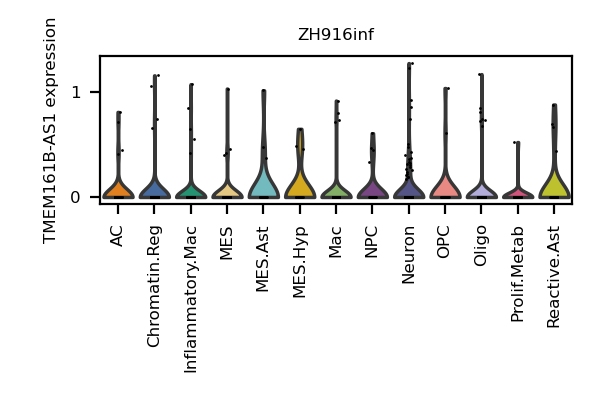 ZH916inf
TMEM161B-AS1 expression
1
0
AC
Chromatin.Reg
Inflammatory.Mac
MES
MES.Ast
MES.Hyp
Mac
NPC
Neuron
OPC
Oligo
Prolif.Metab
Reactive.Ast